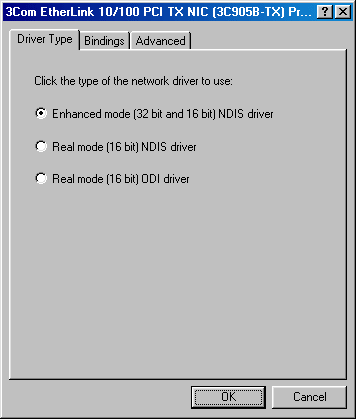 3Com EtherLink 10/100 PCI TX NIC (3C905B-TX) Pr... ? ×
Driver Type Bindings Advanced
Click the type of the network driver to use:
Enhanced mode (32 bit and 16 bit) NDIS driver
Real mode (16 bit) NDIS driver
Real mode (16 bit) ODI driver
OK Cancel